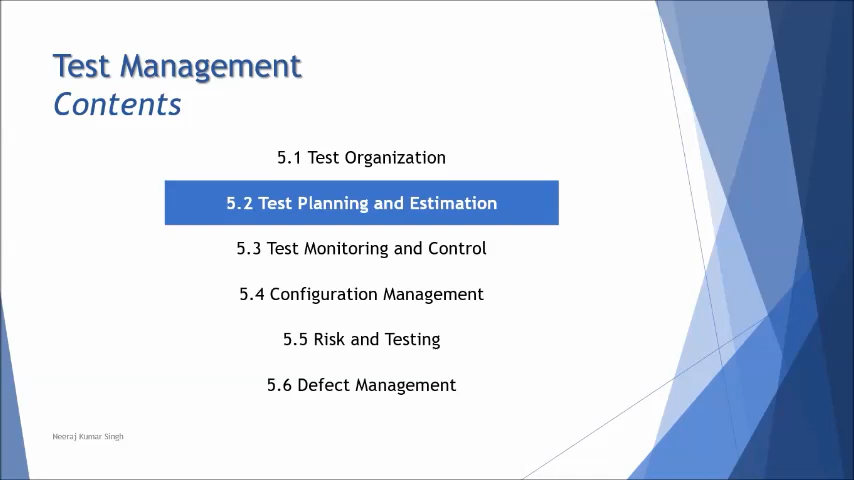 Test Management
Contents
5.1 Test Organization
5.2 Test Planning and Estimation
5.3 Test Monitoring and Control
5.4 Configuration Management
5.5 Risk and Testing
5.6 Defect Management
Neeraj Kumar Singh